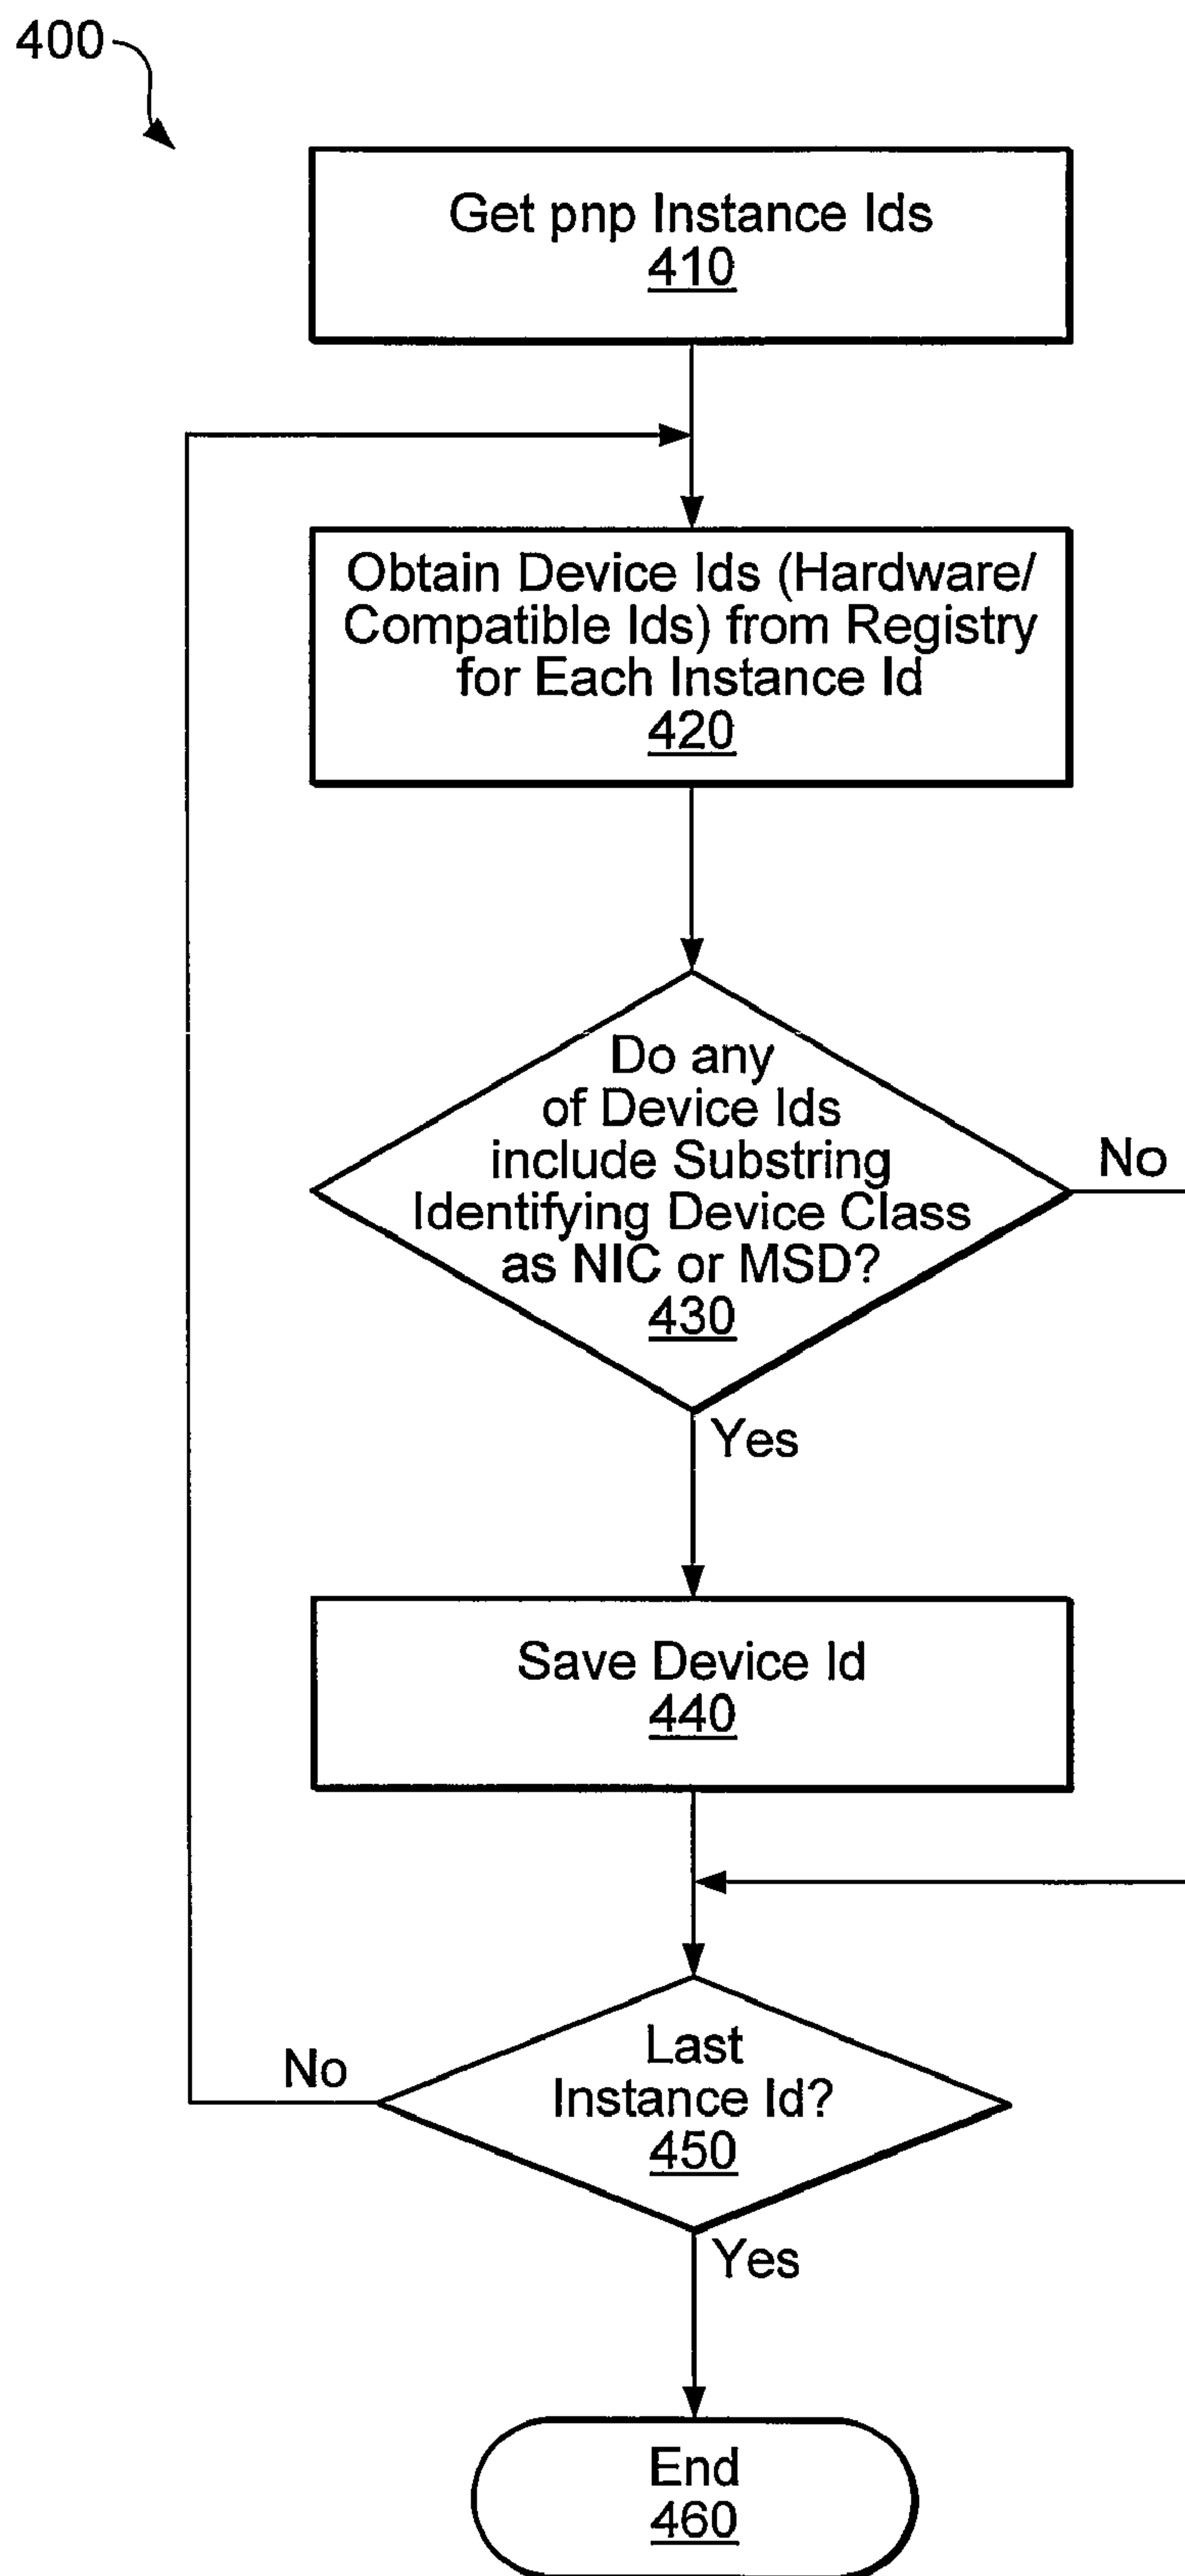 400
Get pnp Instance Ids
410
Obtain Device Ids (Hardware/
Compatible Ids) from Registry
for Each Instance Id
420
Do any
of Device Ids
include Substring
Identifying Device Class
as NIC or MSD?
430
No
Yes
Save Device Id
440
Last
Instance Id?
450
No
Yes
End
460